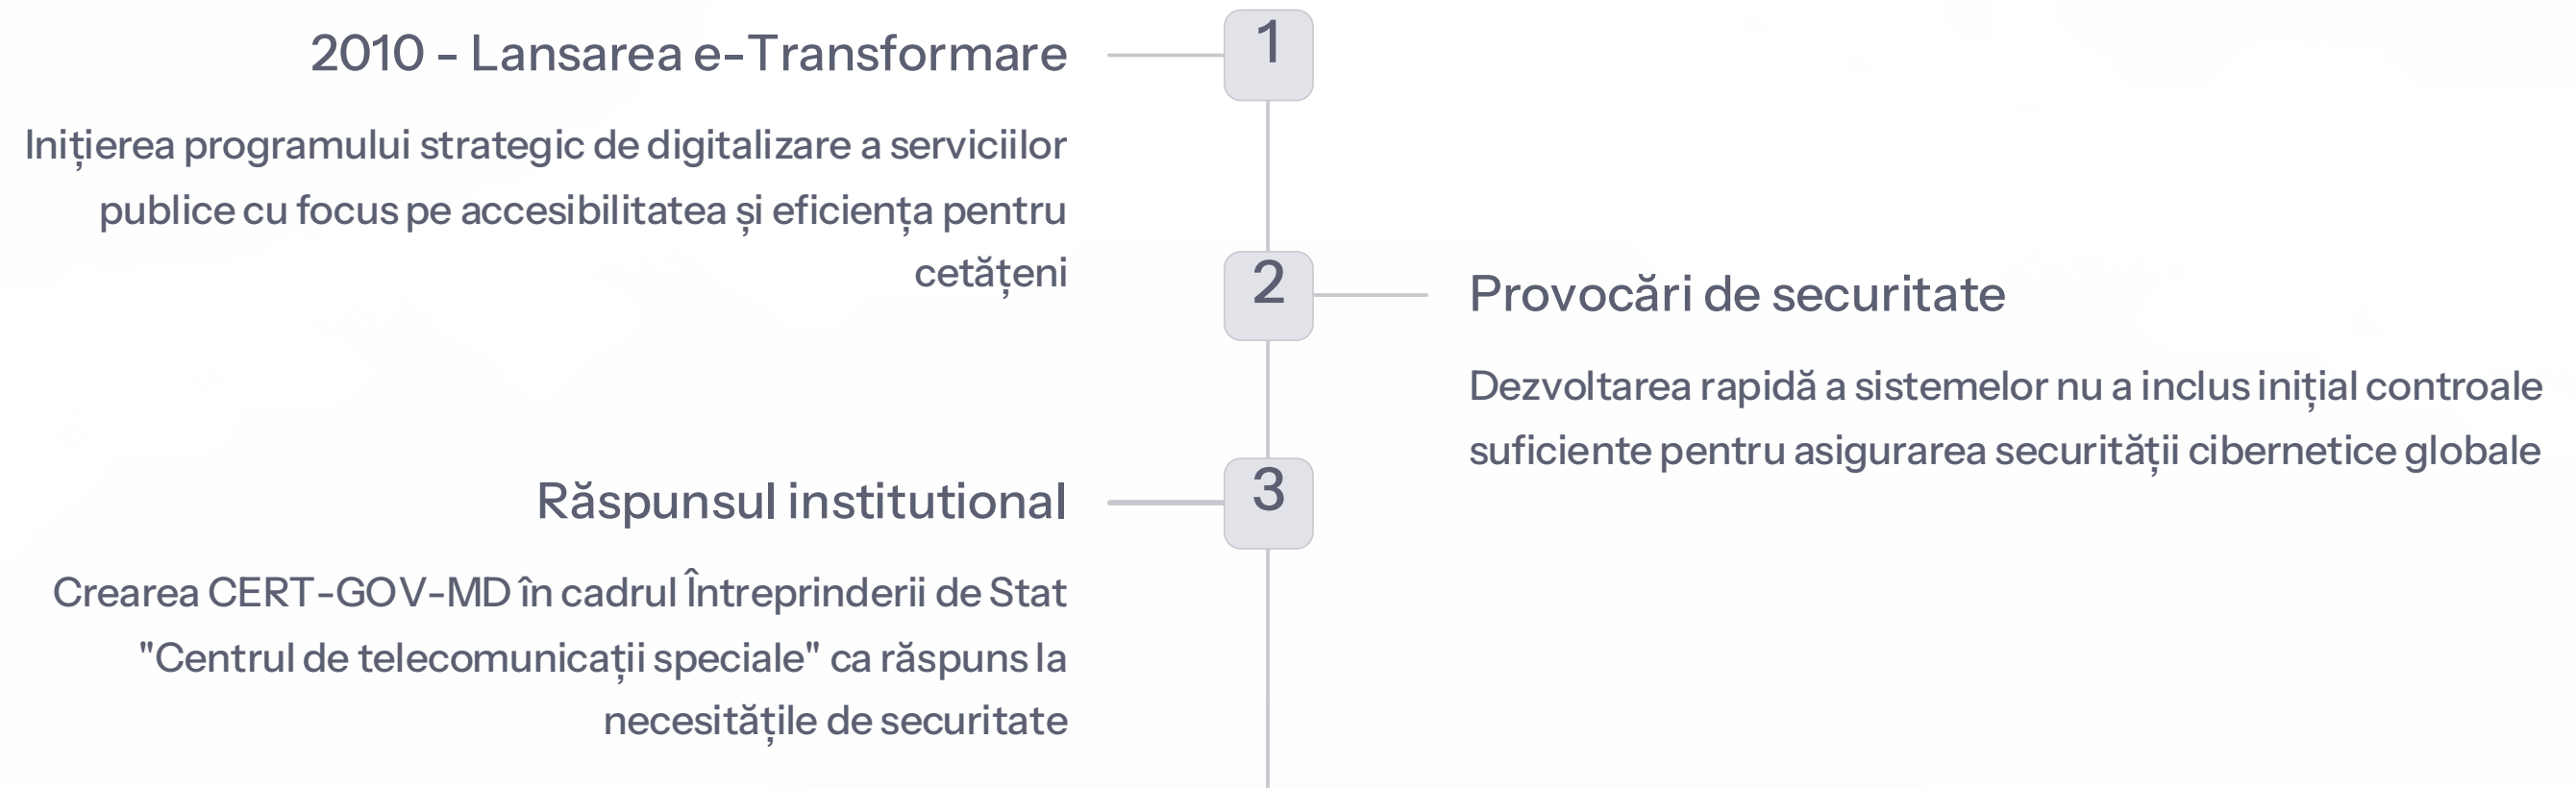 1
2010 - Lansarea e-Transformare
Inițierea programului strategic de digitalizare a serviciilor
publice cu focus pe accesibilitatea și eficiența pentru
cetățeni
2
Provocări de securitate
Dezvoltarea rapidă a sistemelor nu a inclus inițial controale
suficiente pentru asigurarea securității cibernetice globale
3
Răspunsul institutional
Crearea CERT-GOV-MD în cadrul Întreprinderii de Stat
"Centrul de telecomunicații speciale" ca răspuns la
necesitățile de securitate